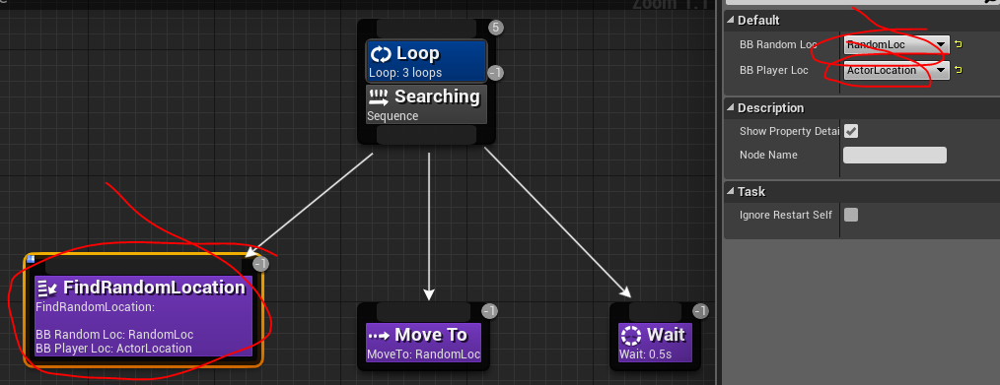 Zoom 1:1
5
Loop
Loop: 3 loops
-1
Searching
Sequence
-1
FindRandomLocation
FindRandomLocation:
BB Random Loc: RandomLoc
BB Player Loc: ActorLocation
-1
Move To
MoveTo: RandomLoc
-1
Wait
Wait: 0.5s
Default
BB Random Loc RandomLoc
BB Player Loc ActorLocation
Description
Show Property Detai
Node Name
Task
Ignore Restart Self